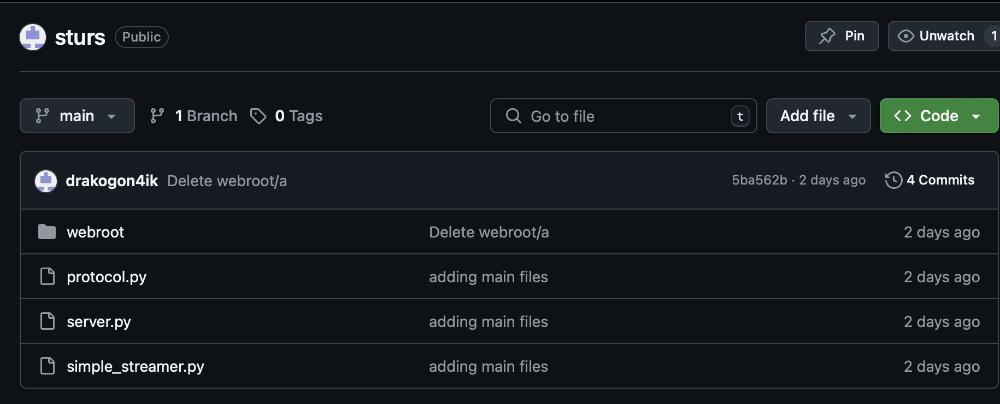 sturs Public Pin Unwatch 1
main 1 Branch 0 Tags Go to file t Add file Code
drakogon4ik Delete webroot/a 5ba562b · 2 days ago 4 Commits
webroot Delete webroot/a 2 days ago
protocol.py adding main files 2 days ago
server.py adding main files 2 days ago
simple_streamer.py adding main files 2 days ago